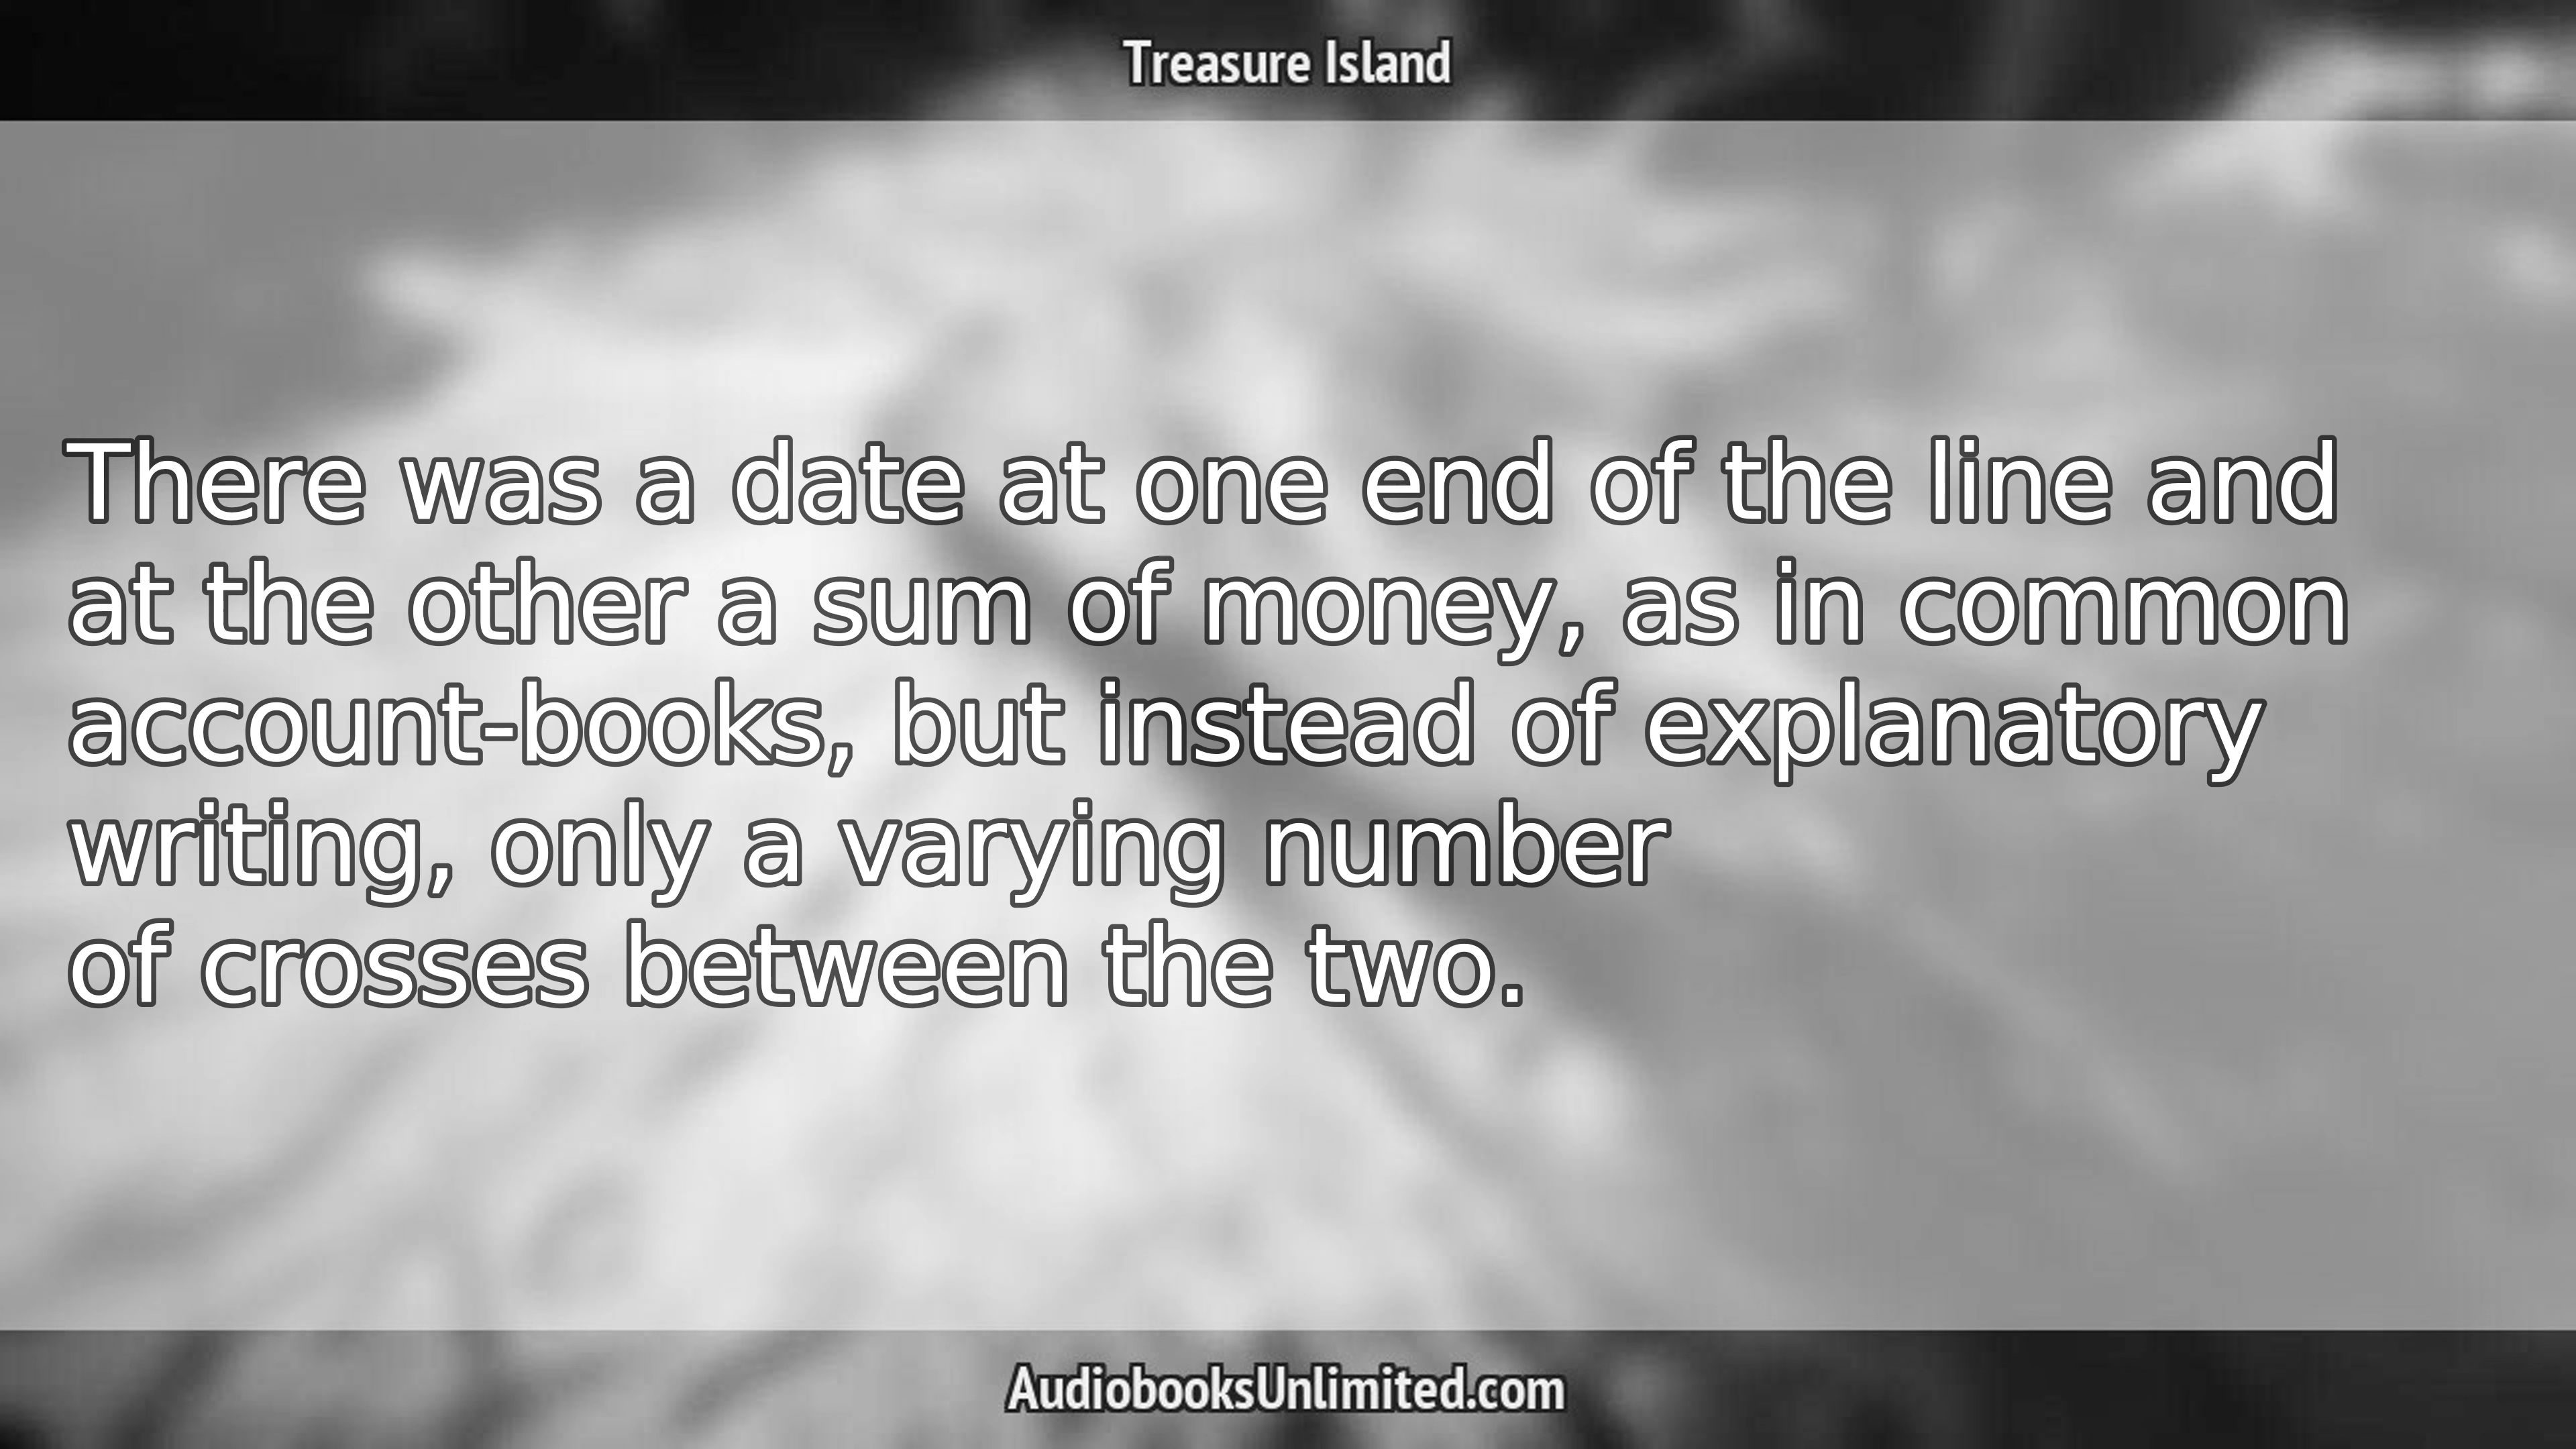 Treasure Island
There was a date at one end of the line and
at the other a sum of money, as in common
account-books, but instead of explanatory
writing, only a varying number
of crosses between the two.
AudiobooksUnlimited.com